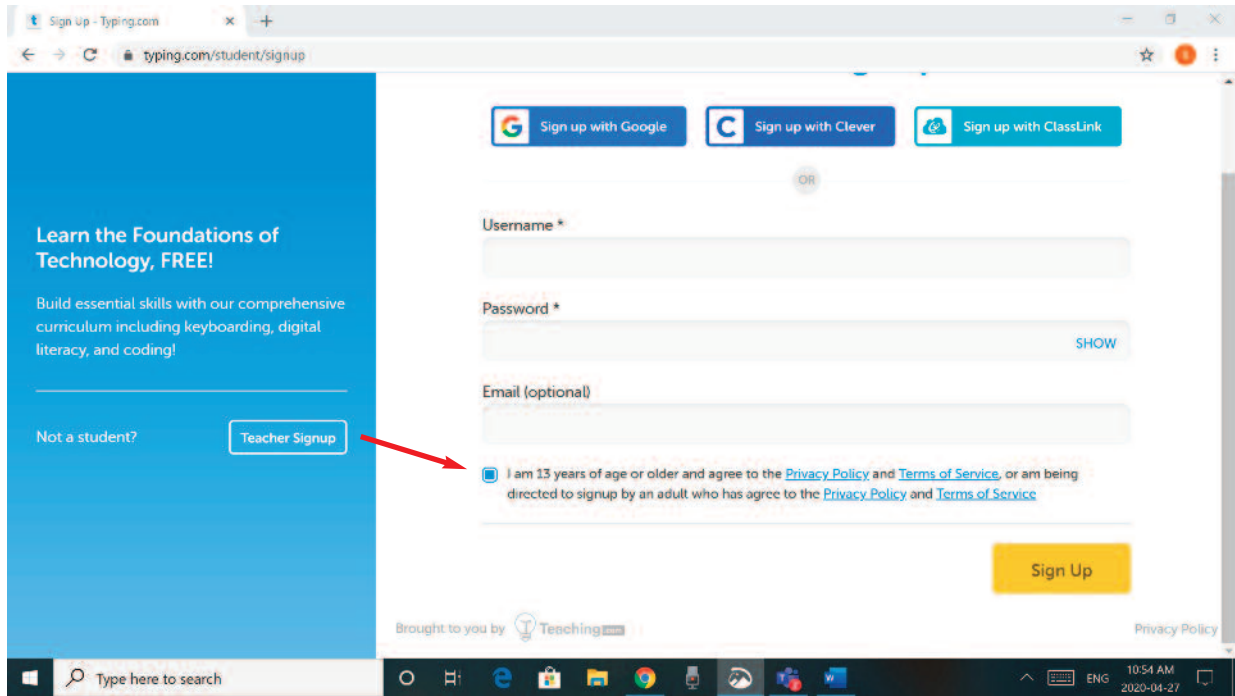 Sign Up - Typing.com
typing.com/student/signup
Sign up with Google
Sign up with Clever
Sign up with ClassLink
OR
Learn the Foundations of
Technology, FREE!
Build essential skills with our comprehensive
curriculum including keyboarding, digital
literacy, and coding!
Not a student?
Teacher Signup
Username *
Password *
SHOW
Email (optional)
I am 13 years of age or older and agree to the Privacy Policy and Terms of Service, or am being
directed to signup by an adult who has agree to the Privacy Policy and Terms of Service
Sign Up
Brought to you by Teaching.com
Privacy Policy
Type here to search
ENG
10:54 AM
2020-04-27